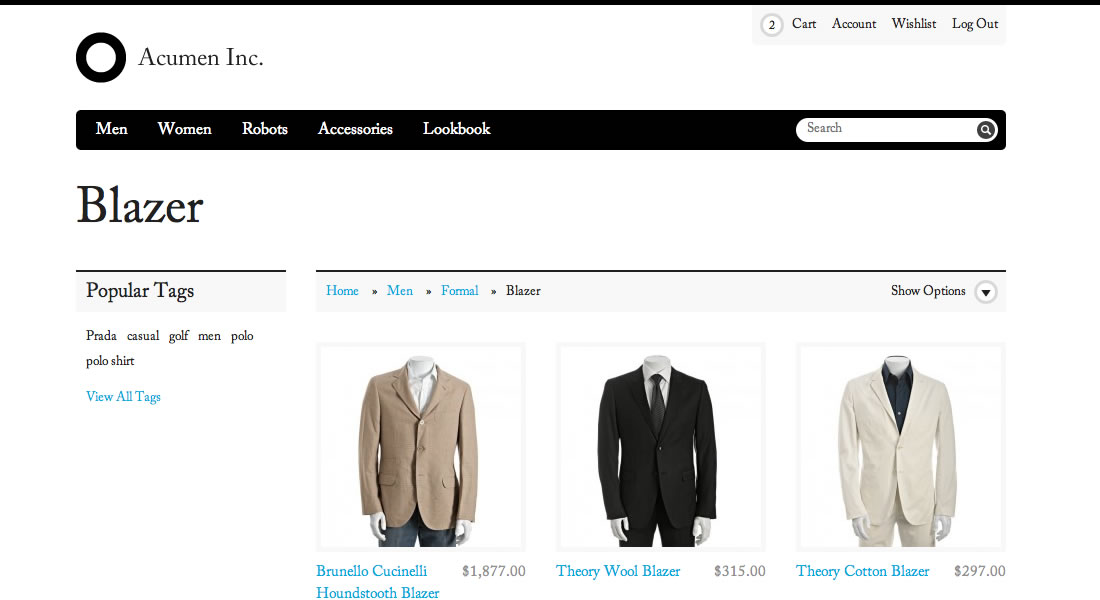 2 Cart Account Wishlist Log Out
Acumen Inc.
Men Women Robots Accessories Lookbook Search
Blazer
Popular Tags
Prada casual golf men polo
polo shirt
View All Tags
Home » Men » Formal » Blazer Show Options
Brunello Cucinelli $1,877.00
Houndstooth Blazer
Theory Wool Blazer $315.00
Theory Cotton Blazer $297.00